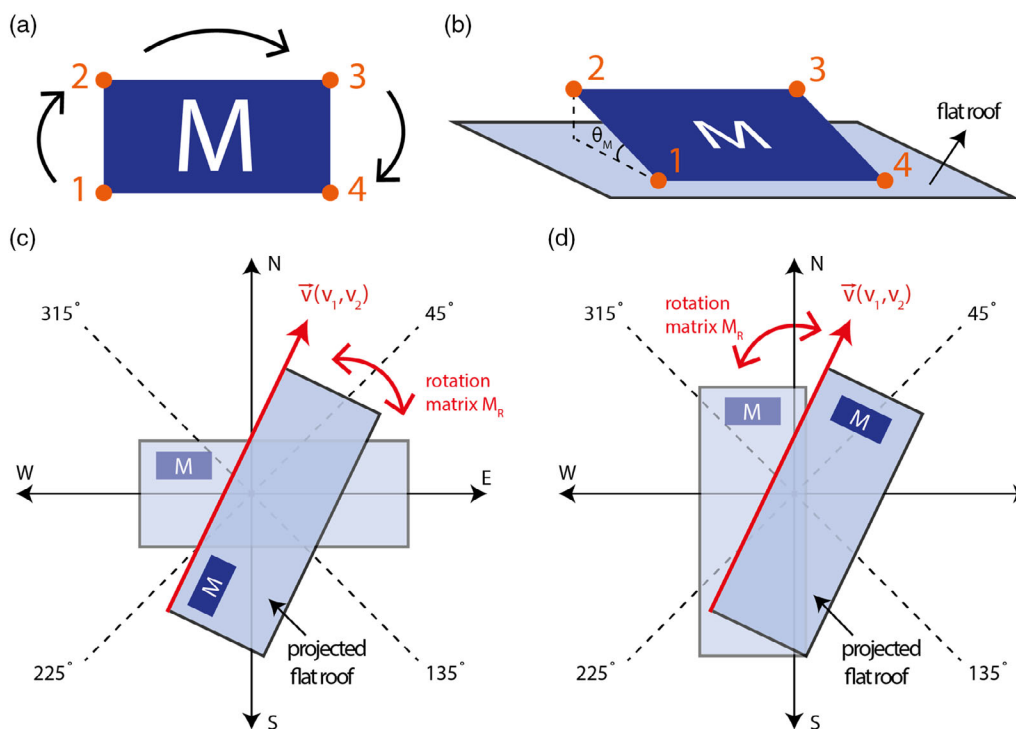 (a)
2
3
M
1
4
(b)
2
3
θM
M
1
4
flat roof
(c)
N
v⃗(v1,v2)
315°
45°
rotation
matrix MR
M
W
E
M
projected
flat roof
225°
135°
S
(d)
N
v⃗(v1,v2)
315°
rotation
matrix MR
45°
M
M
W
projected
flat roof
225°
135°
S